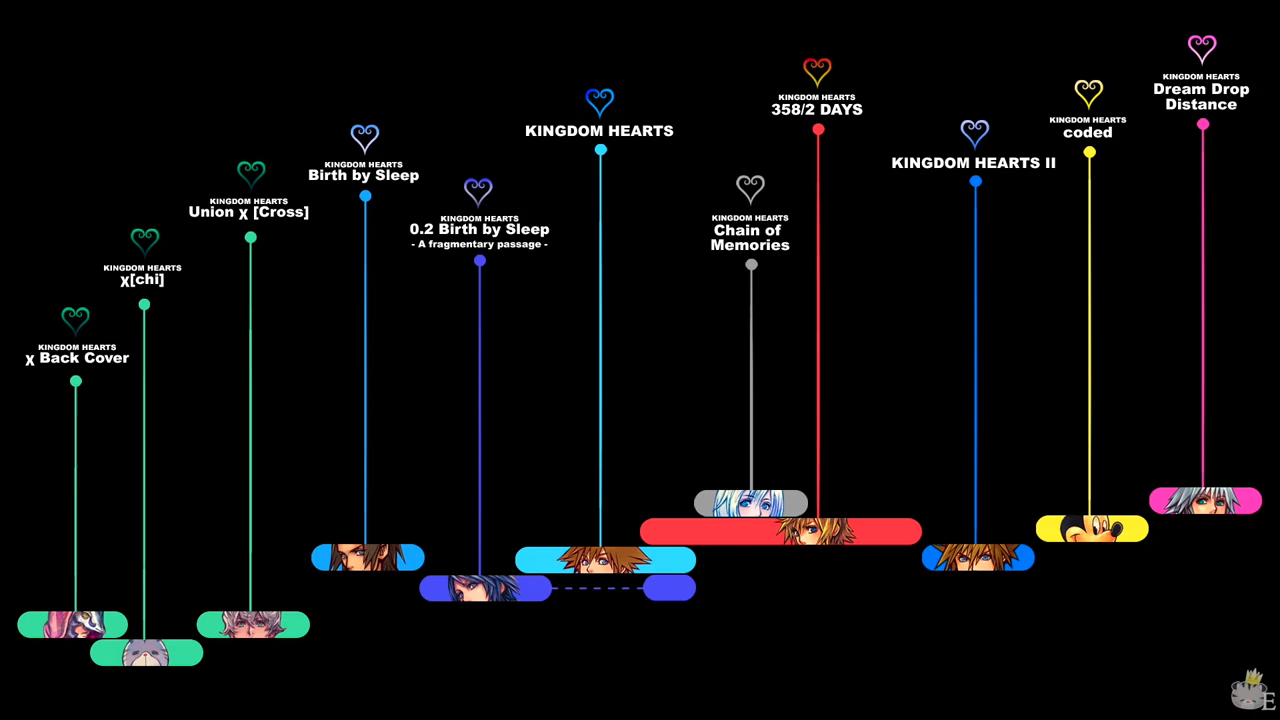 KINGDOM HEARTS
χ Back Cover
KINGDOM HEARTS
χ[chi]
KINGDOM HEARTS
Union χ [Cross]
KINGDOM HEARTS
Birth by Sleep
KINGDOM HEARTS
0.2 Birth by Sleep
- A fragmentary passage -
KINGDOM HEARTS
KINGDOM HEARTS
Chain of
Memories
KINGDOM HEARTS
358/2 DAYS
KINGDOM HEARTS II
KINGDOM HEARTS
coded
KINGDOM HEARTS
Dream Drop
Distance
E